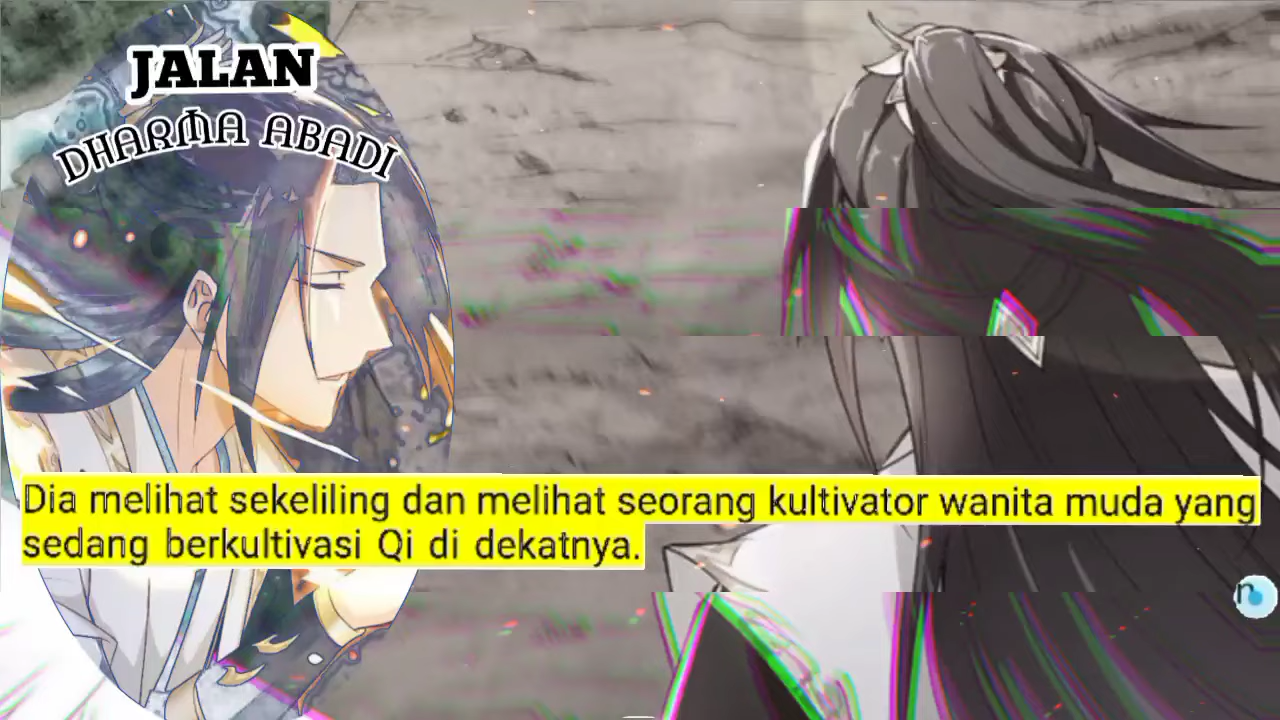 JALAN
DHARMA ABADI
Dia melihat sekeliling dan melihat seorang kultivator wanita muda yang
sedang berkultivasi Qi di dekatnya.
n